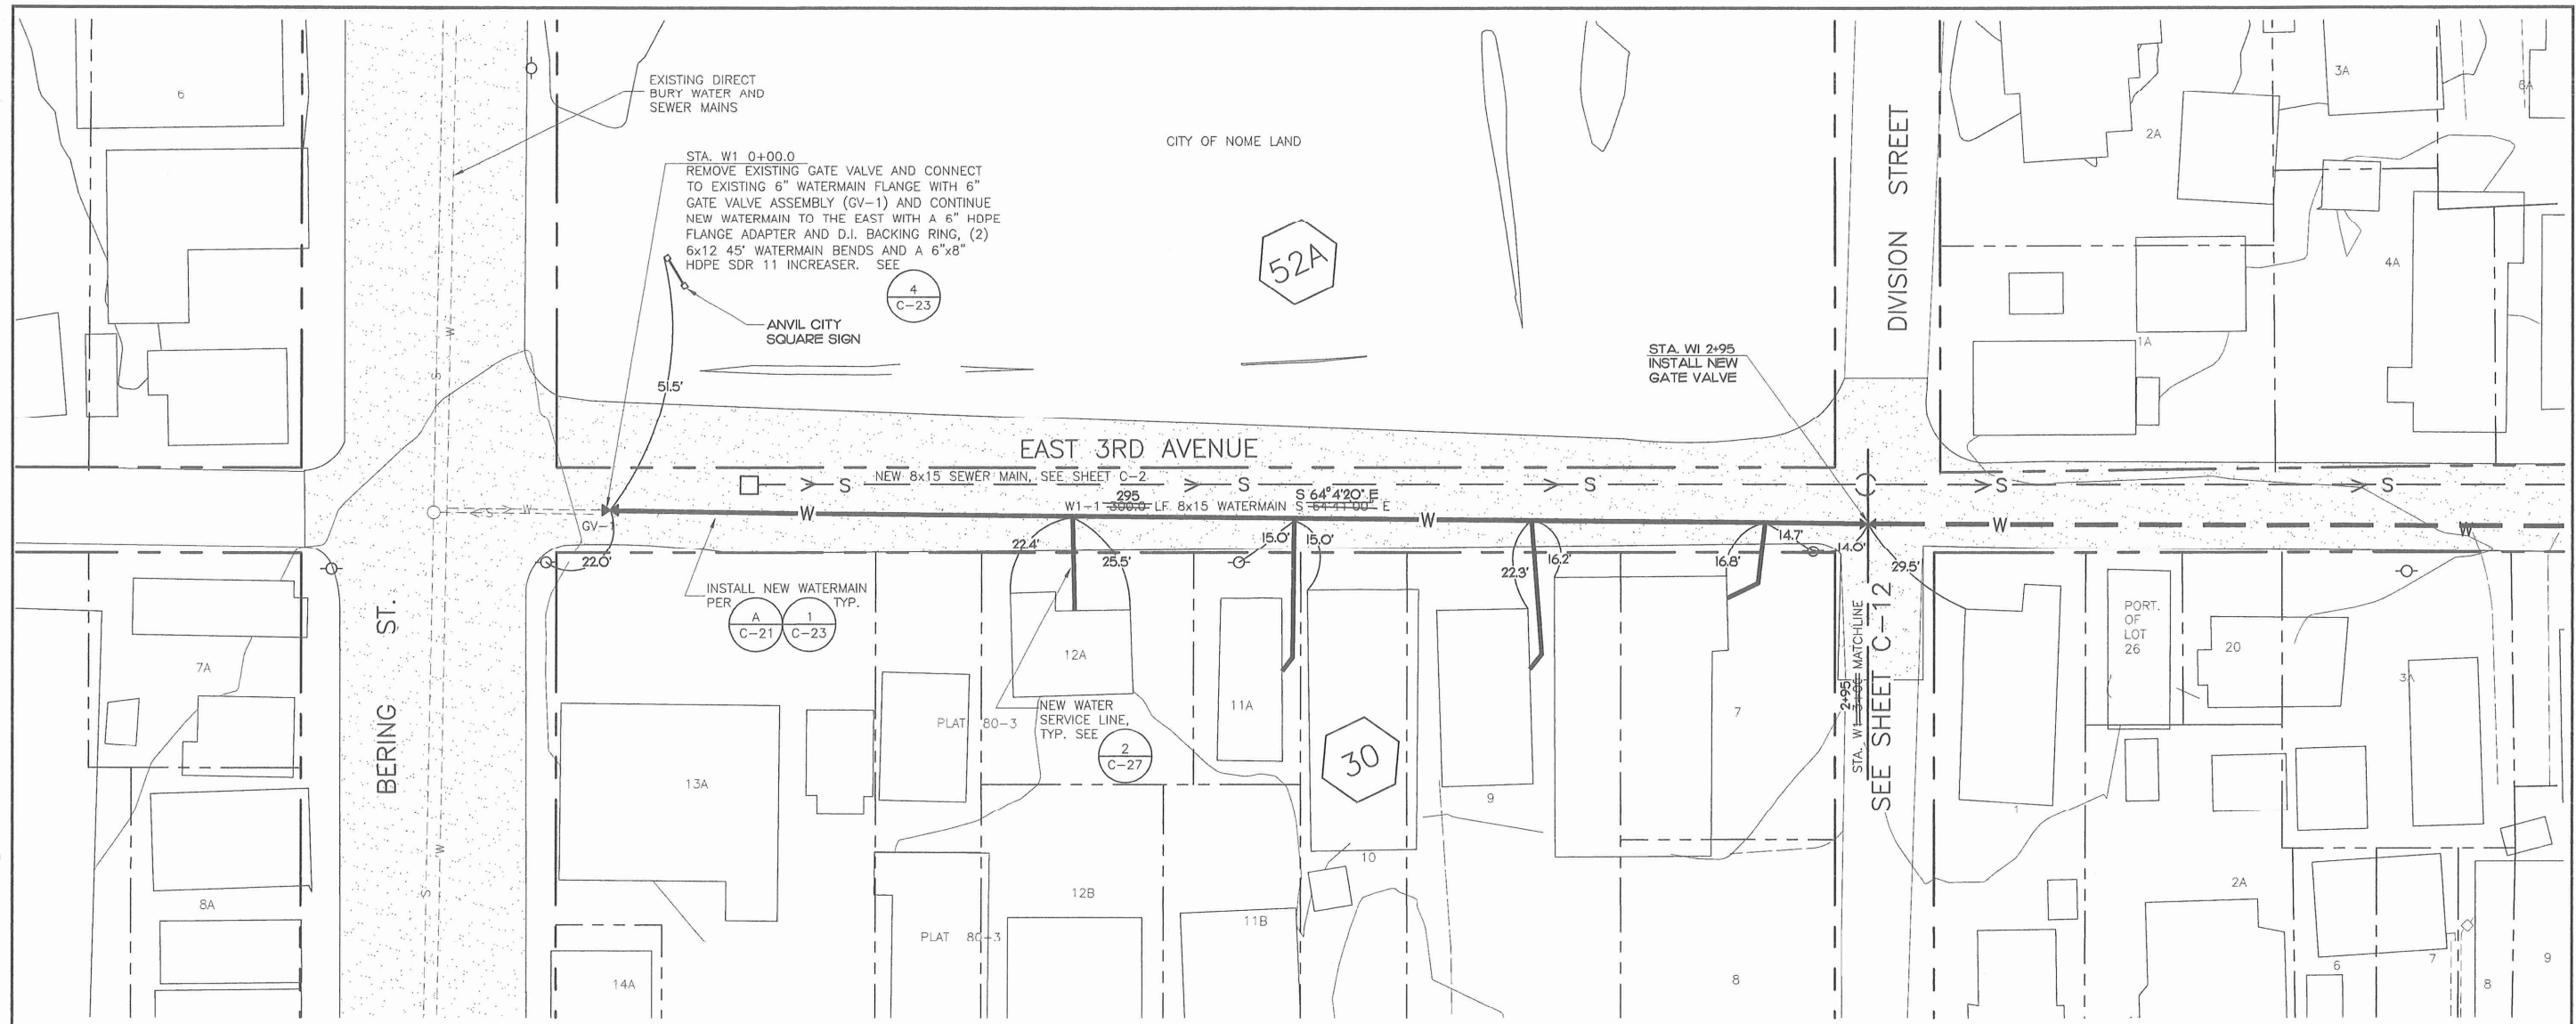 6
EXISTING DIRECT
BURY WATER AND
SEWER MAINS
STA. W1 0+00.0
REMOVE EXISTING GATE VALVE AND CONNECT
TO EXISTING 6" WATERMAIN FLANGE WITH 6"
GATE VALVE ASSEMBLY (GV-1) AND CONTINUE
NEW WATERMAIN TO THE EAST WITH A 6" HDPE
FLANGE ADAPTER AND D.I. BACKING RING, (2)
6x12 45° WATERMAIN BENDS AND A 6"x8"
HDPE SDR 11 INCREASER. SEE
4
C-23
ANVIL CITY
SQUARE SIGN
CITY OF NOME LAND
52A
DIVISION STREET
3A
6A
2A
4A
1A
STA. W1 2+95
INSTALL NEW
GATE VALVE
51.5'
W
S
EAST 3RD AVENUE
NEW 8x15 SEWER MAIN, SEE SHEET C-2
S S S S S
295 S 64°4'20" E
W1-1 300.0 LF 8x15 WATERMAIN S 64°41'00" E
S W
GV-1
W W W W
22.0'
22.4'
25.5'
15.0'
15.0'
22.3'
16.2'
16.8'
14.7'
14.0'
29.5'
INSTALL NEW WATERMAIN
PER TYP.
A
C-21
1
C-23
BERING ST.
7A
12A
11A
PLAT 80-3
NEW WATER
SERVICE LINE,
TYP. SEE
2
C-27
30
7
2+95
STA. W1 3+00 MATCHLINE
SEE SHEET C-12
PORT.
OF
LOT
26
20
3A
13A
9
1
10
W
S
8A
12B
11B
PLAT 80-3
14A
8
2A
6
7
8
9